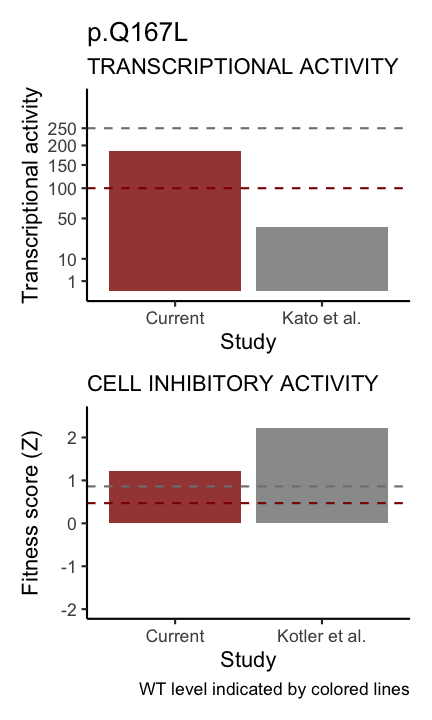 p.Q167L
TRANSCRIPTIONAL ACTIVITY
Transcriptional activity
250
200
150
100
50
10
1
Current
Kato et al.
Study
CELL INHIBITORY ACTIVITY
Fitness score (Z)
2
1
0
-1
-2
Current
Kotler et al.
Study
WT level indicated by colored lines